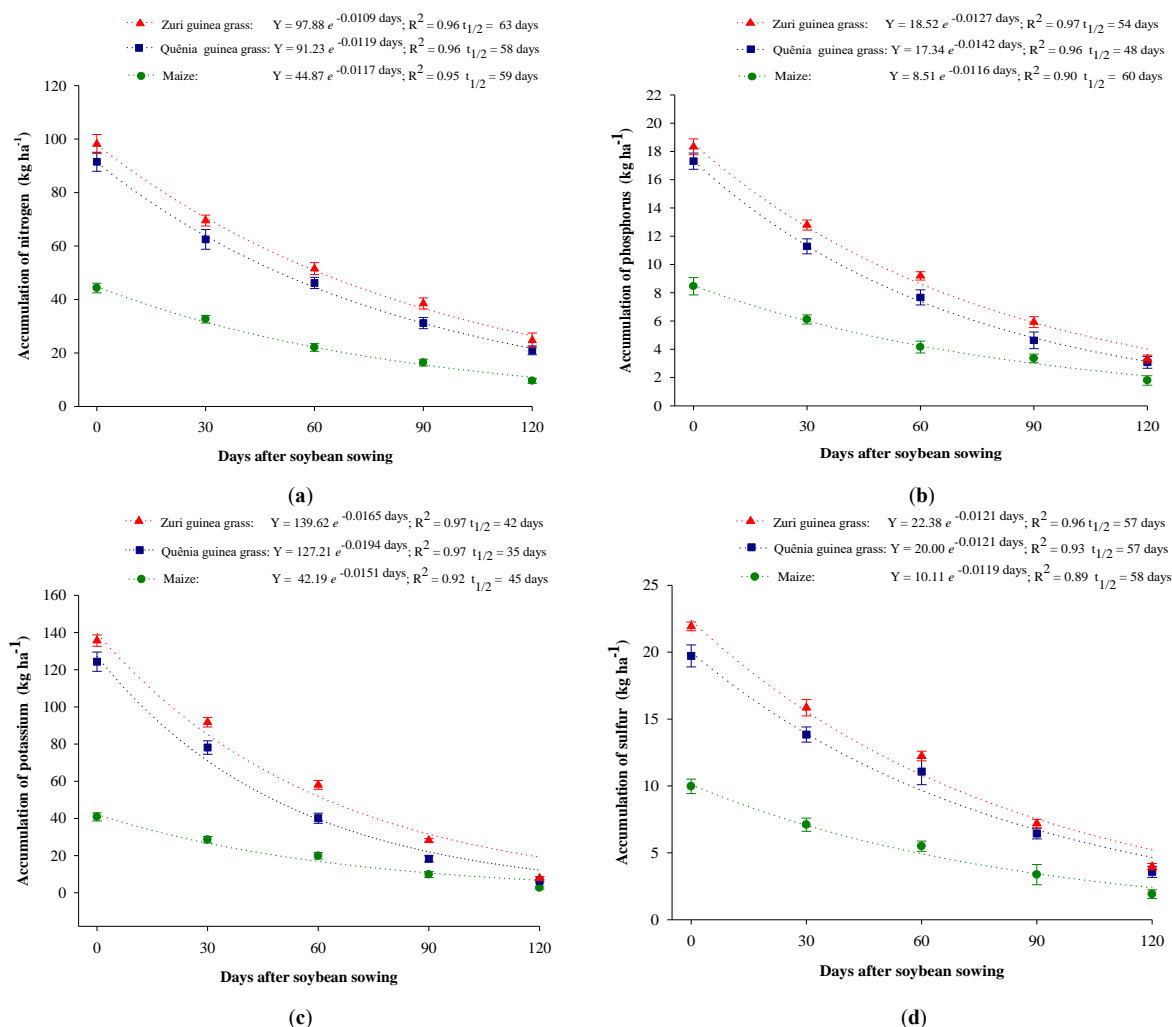 Zuri guinea grass: Y = 97.88 e -0.0109 days; R2 = 0.96 t1/2 = 63 days
Quênia guinea grass: Y = 91.23 e -0.0119 days; R2 = 0.96 t1/2 = 58 days
Maize: Y = 44.87 e -0.0117 days; R2 = 0.95 t1/2 = 59 days
Accumulation of nitrogen (kg ha-1)
120
100
80
60
40
20
0
0 30 60 90 120
Days after soybean sowing
(a)
Zuri guinea grass: Y = 18.52 e -0.0127 days; R2 = 0.97 t1/2 = 54 days
Quênia guinea grass: Y = 17.34 e -0.0142 days; R2 = 0.96 t1/2 = 48 days
Maize: Y = 8.51 e -0.0116 days; R2 = 0.90 t1/2 = 60 days
Accumulation of phosphorus (kg ha-1)
22
20
18
16
14
12
10
8
6
4
2
0
0 30 60 90 120
Days after soybean sowing
(b)
Zuri guinea grass: Y = 139.62 e -0.0165 days; R2 = 0.97 t1/2 = 42 days
Quênia guinea grass: Y = 127.21 e -0.0194 days; R2 = 0.97 t1/2 = 35 days
Maize: Y = 42.19 e -0.0151 days; R2 = 0.92 t1/2 = 45 days
Accumulation of potassium (kg ha-1)
160
140
120
100
80
60
40
20
0
0 30 60 90 120
Days after soybean sowing
(c)
Zuri guinea grass: Y = 22.38 e -0.0121 days; R2 = 0.96 t1/2 = 57 days
Quênia guinea grass: Y = 20.00 e -0.0121 days; R2 = 0.93 t1/2 = 57 days
Maize: Y = 10.11 e -0.0119 days; R2 = 0.89 t1/2 = 58 days
Accumulation of sulfur (kg ha-1)
25
20
15
10
5
0
0 30 60 90 120
Days after soybean sowing
(d)